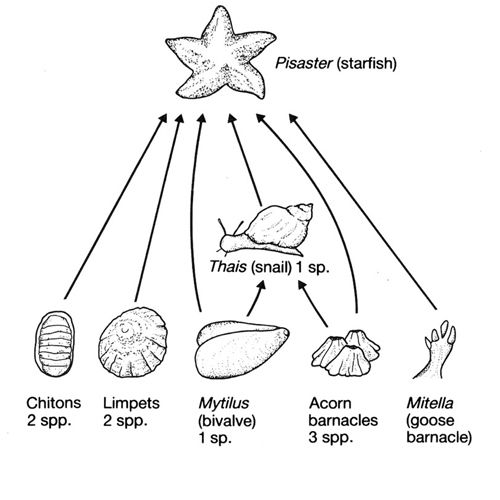 Pisaster (starfish)
Thais (snail) 1 sp.
Chitons
2 spp.
Limpets
2 spp.
Mytilus
(bivalve)
1 sp.
Acorn
barnacles
3 spp.
Mitella
(goose
barnacle)